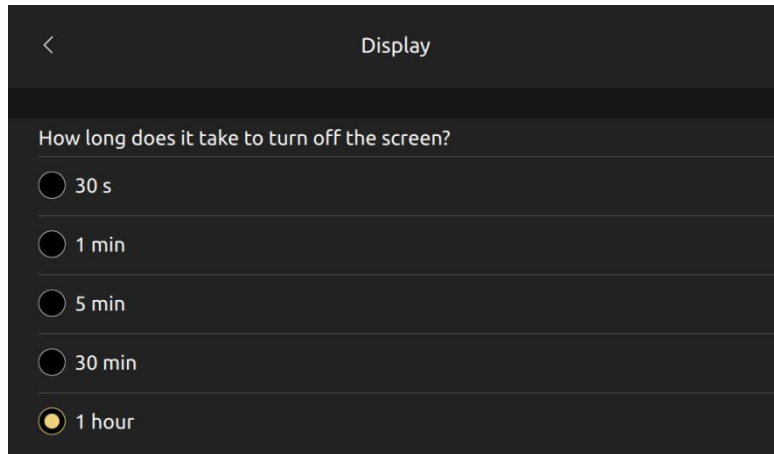 Display
How long does it take to turn off the screen?
30 s
1 min
5 min
30 min
1 hour